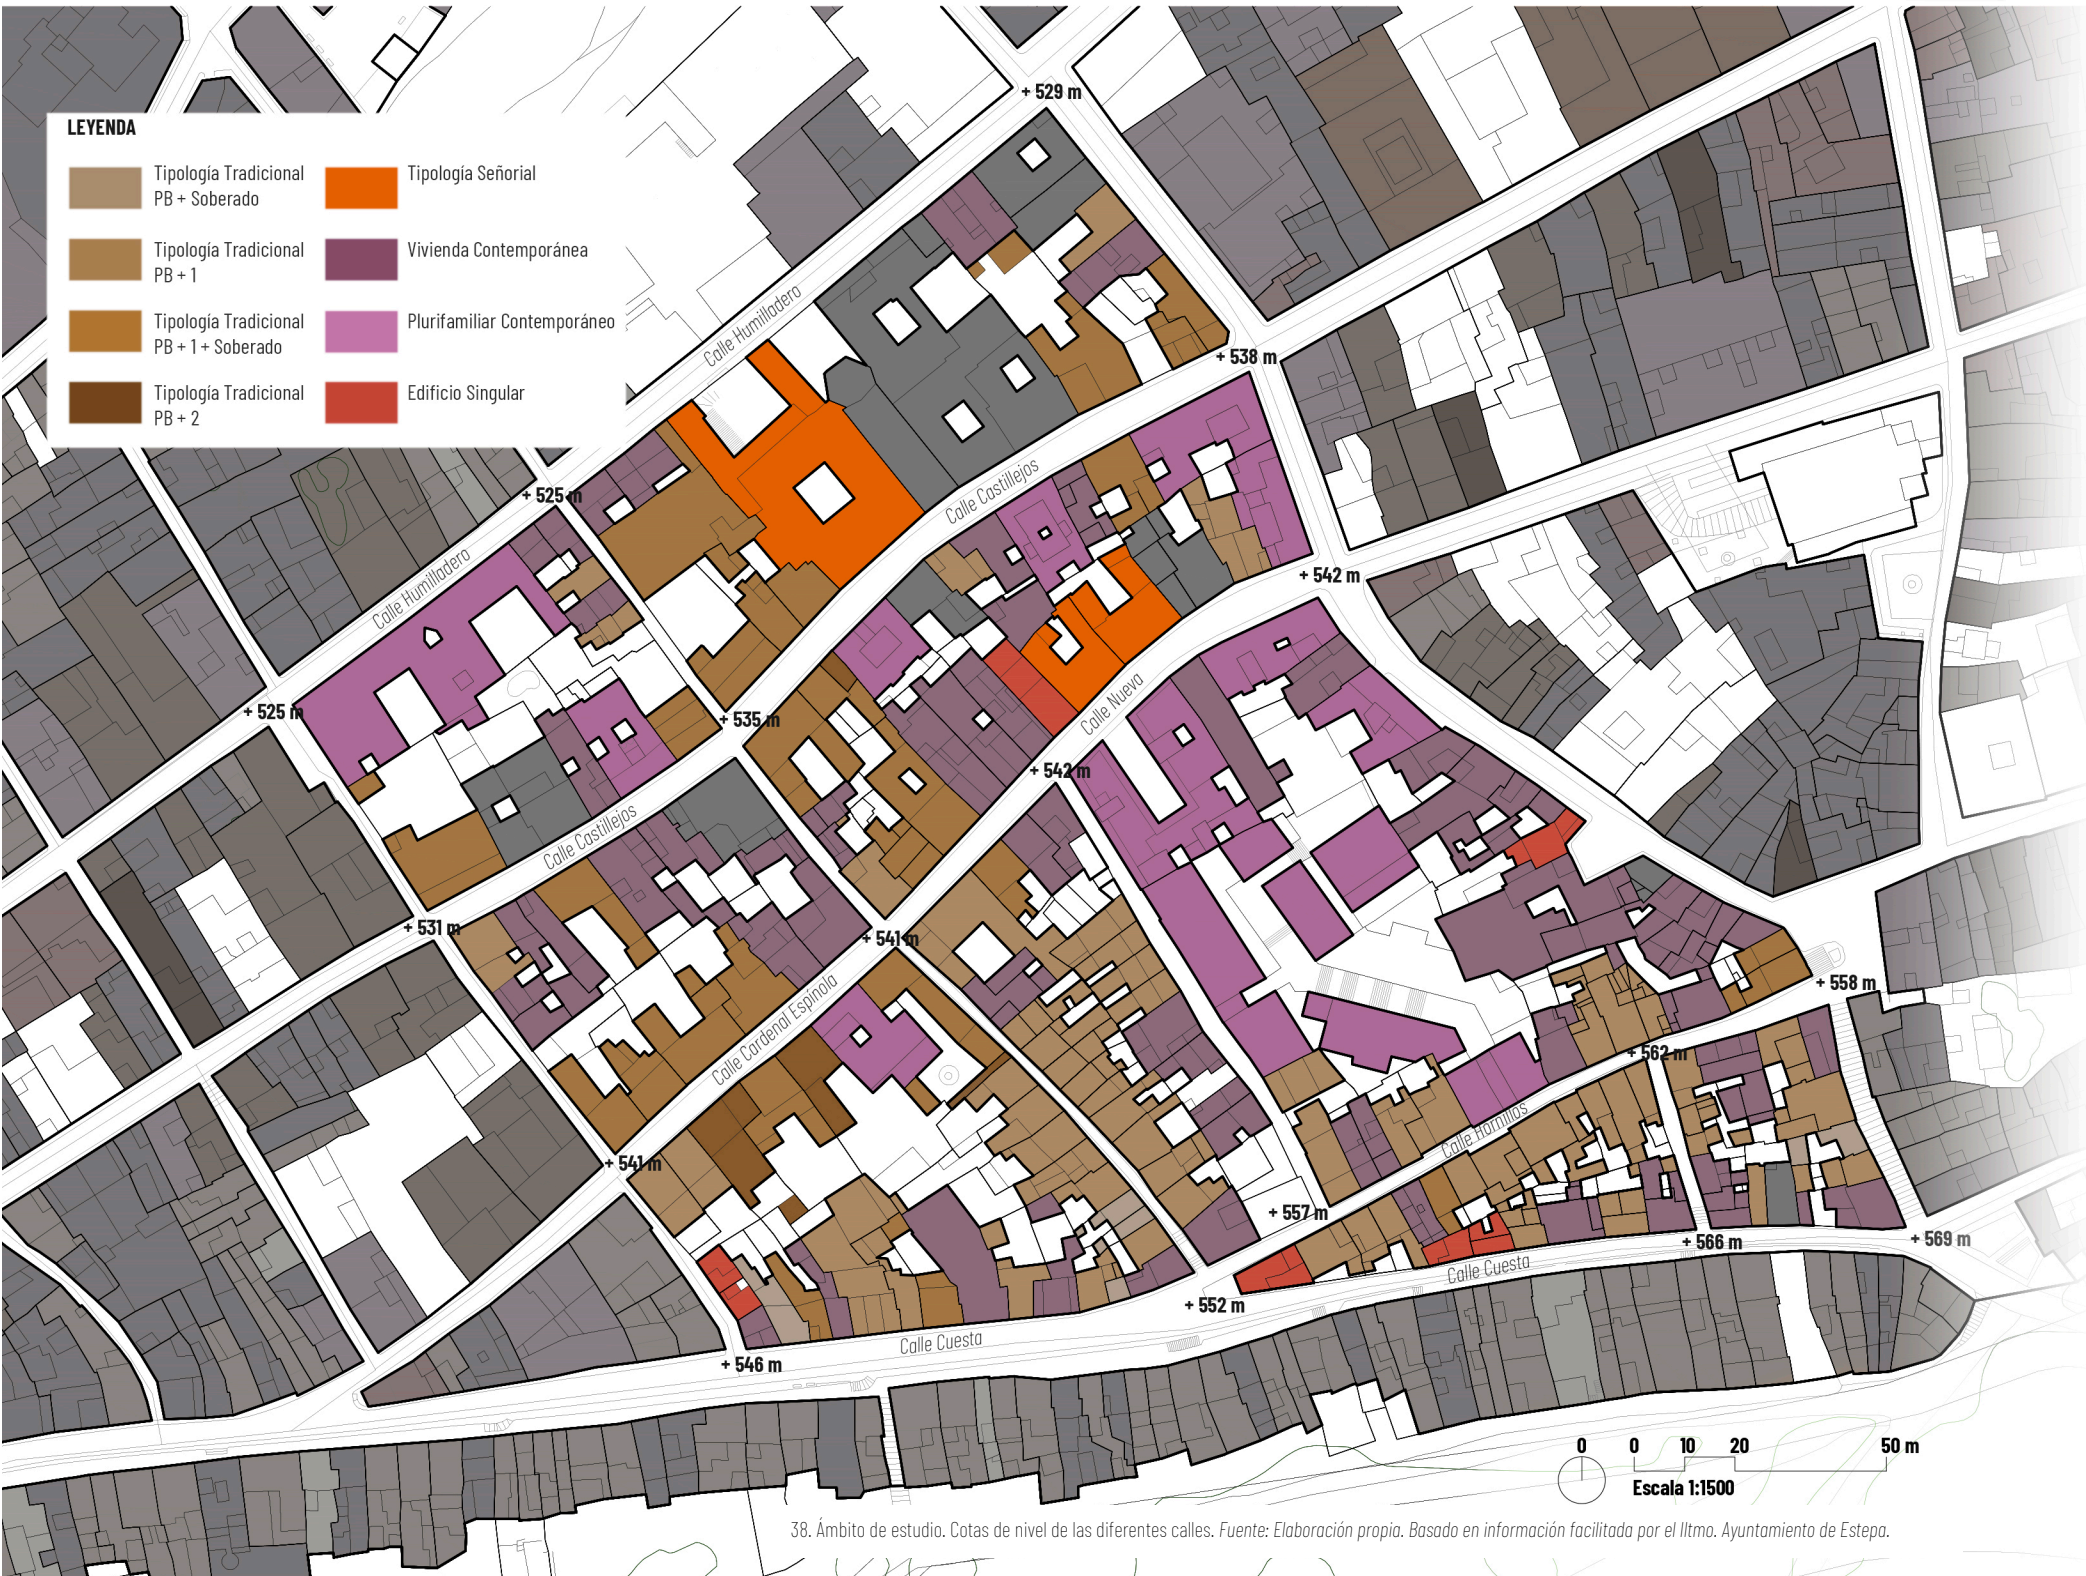 LEYENDA
Tipología Tradicional
PB + Soberado
Tipología Tradicional
PB + 1
Tipología Tradicional
PB + 1 + Soberado
Tipología Tradicional
PB + 2
Tipología Señorial
Vivienda Contemporánea
Plurifamiliar Contemporáneo
Edificio Singular
+ 529 m
Calle Humilladero
+ 538 m
Calle Castillejos
+ 525 m
Calle Humilladero
+ 542 m
+ 525 m
+ 535 m
Calle Nueva
+ 542 m
Calle Castillejos
+ 531 m
+ 541 m
+ 558 m
Calle Cardenal Espínola
+ 562 m
Calle Hornillos
+ 541 m
+ 557 m
+ 566 m
+ 569 m
Calle Cuesta
+ 552 m
Calle Cuesta
+ 546 m
0 0 10 20 50 m
Escala 1:1500
38. Ámbito de estudio. Cotas de nivel de las diferentes calles. Fuente: Elaboración propia. Basado en información facilitada por el Iltmo. Ayuntamiento de Estepa.